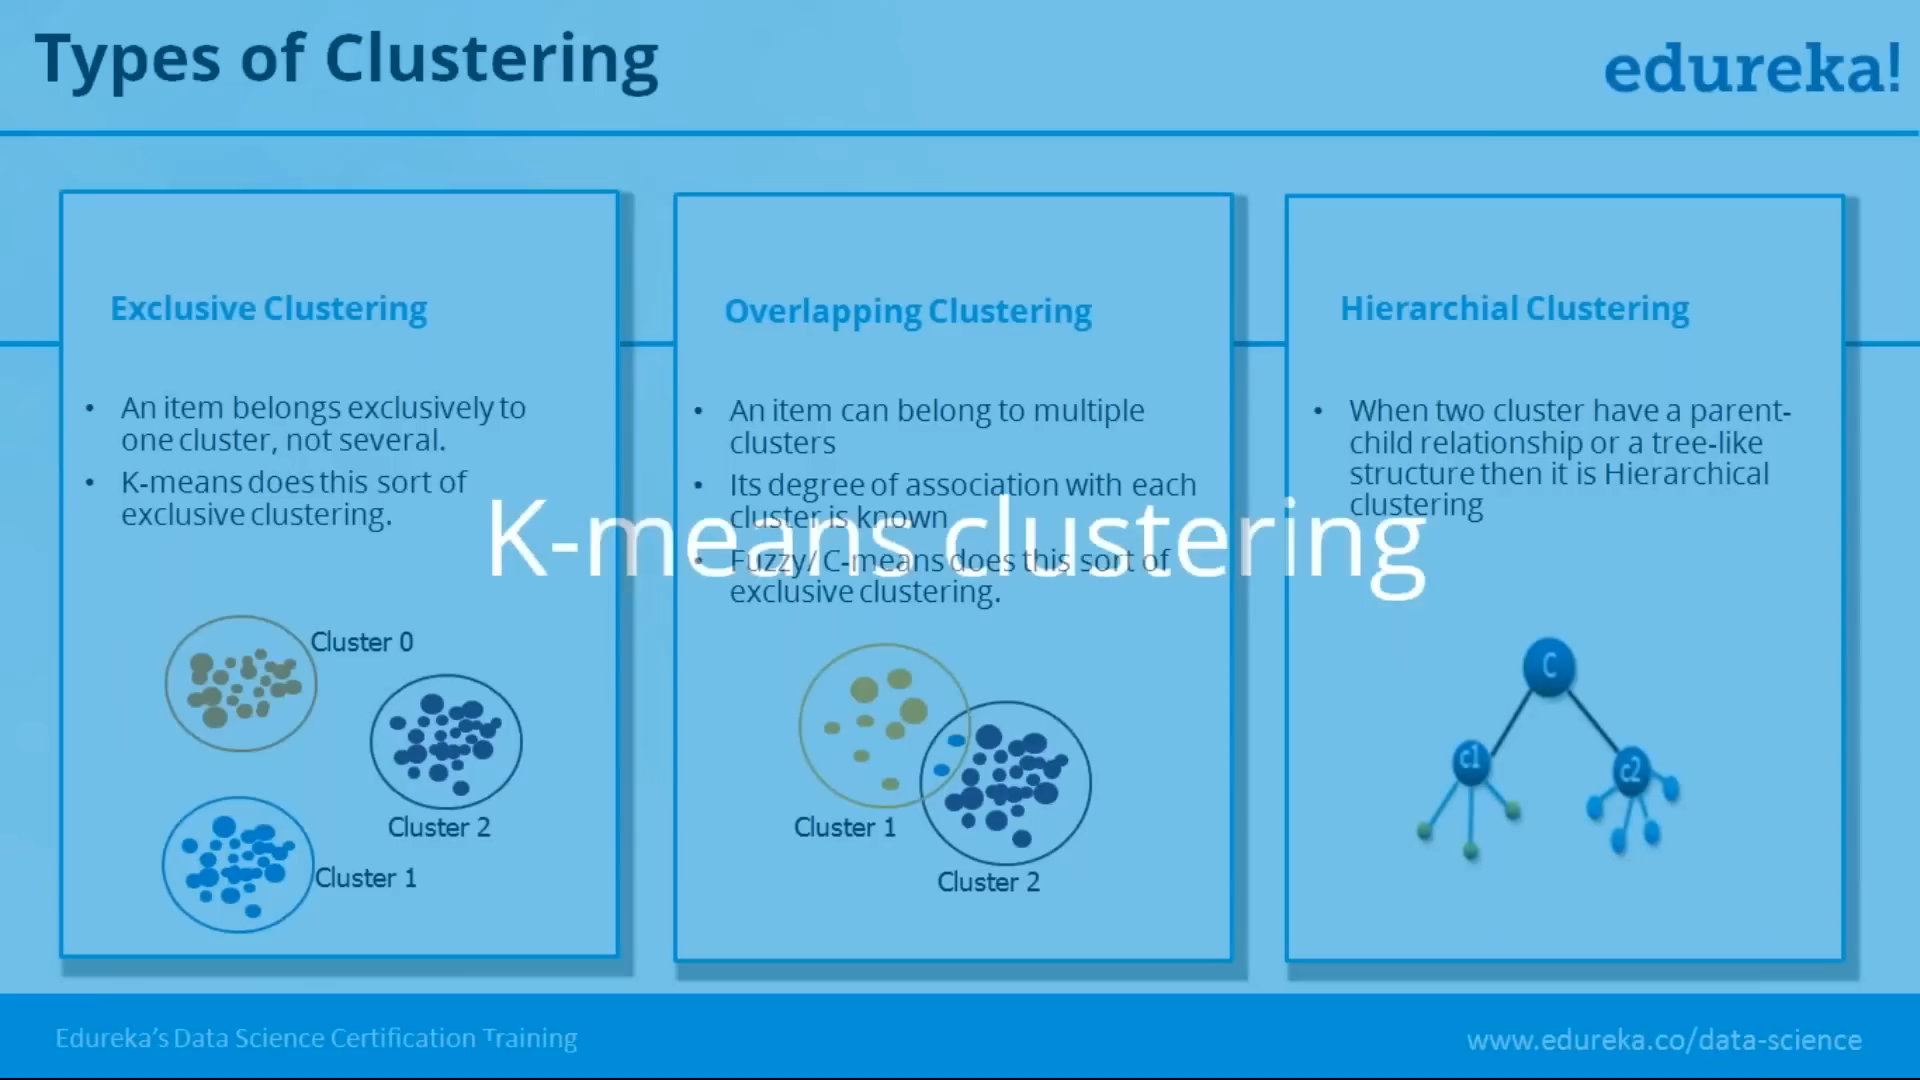 Types of Clustering
edureka!
Exclusive Clustering
• An item belongs exclusively to
one cluster, not several.
• K-means does this sort of
exclusive clustering.
Cluster 0
Cluster 2
Cluster 1
Overlapping Clustering
• An item can belong to multiple
clusters
• Its degree of association with each
cluster is known
• Fuzzy/ C-means does this sort of
exclusive clustering.
Cluster 1
Cluster 2
Hierarchial Clustering
• When two cluster have a parent-
child relationship or a tree-like
structure then it is Hierarchical
clustering
C
c1
c2
K-means clustering
Edureka’s Data Science Certification Training
www.edureka.co/data-science